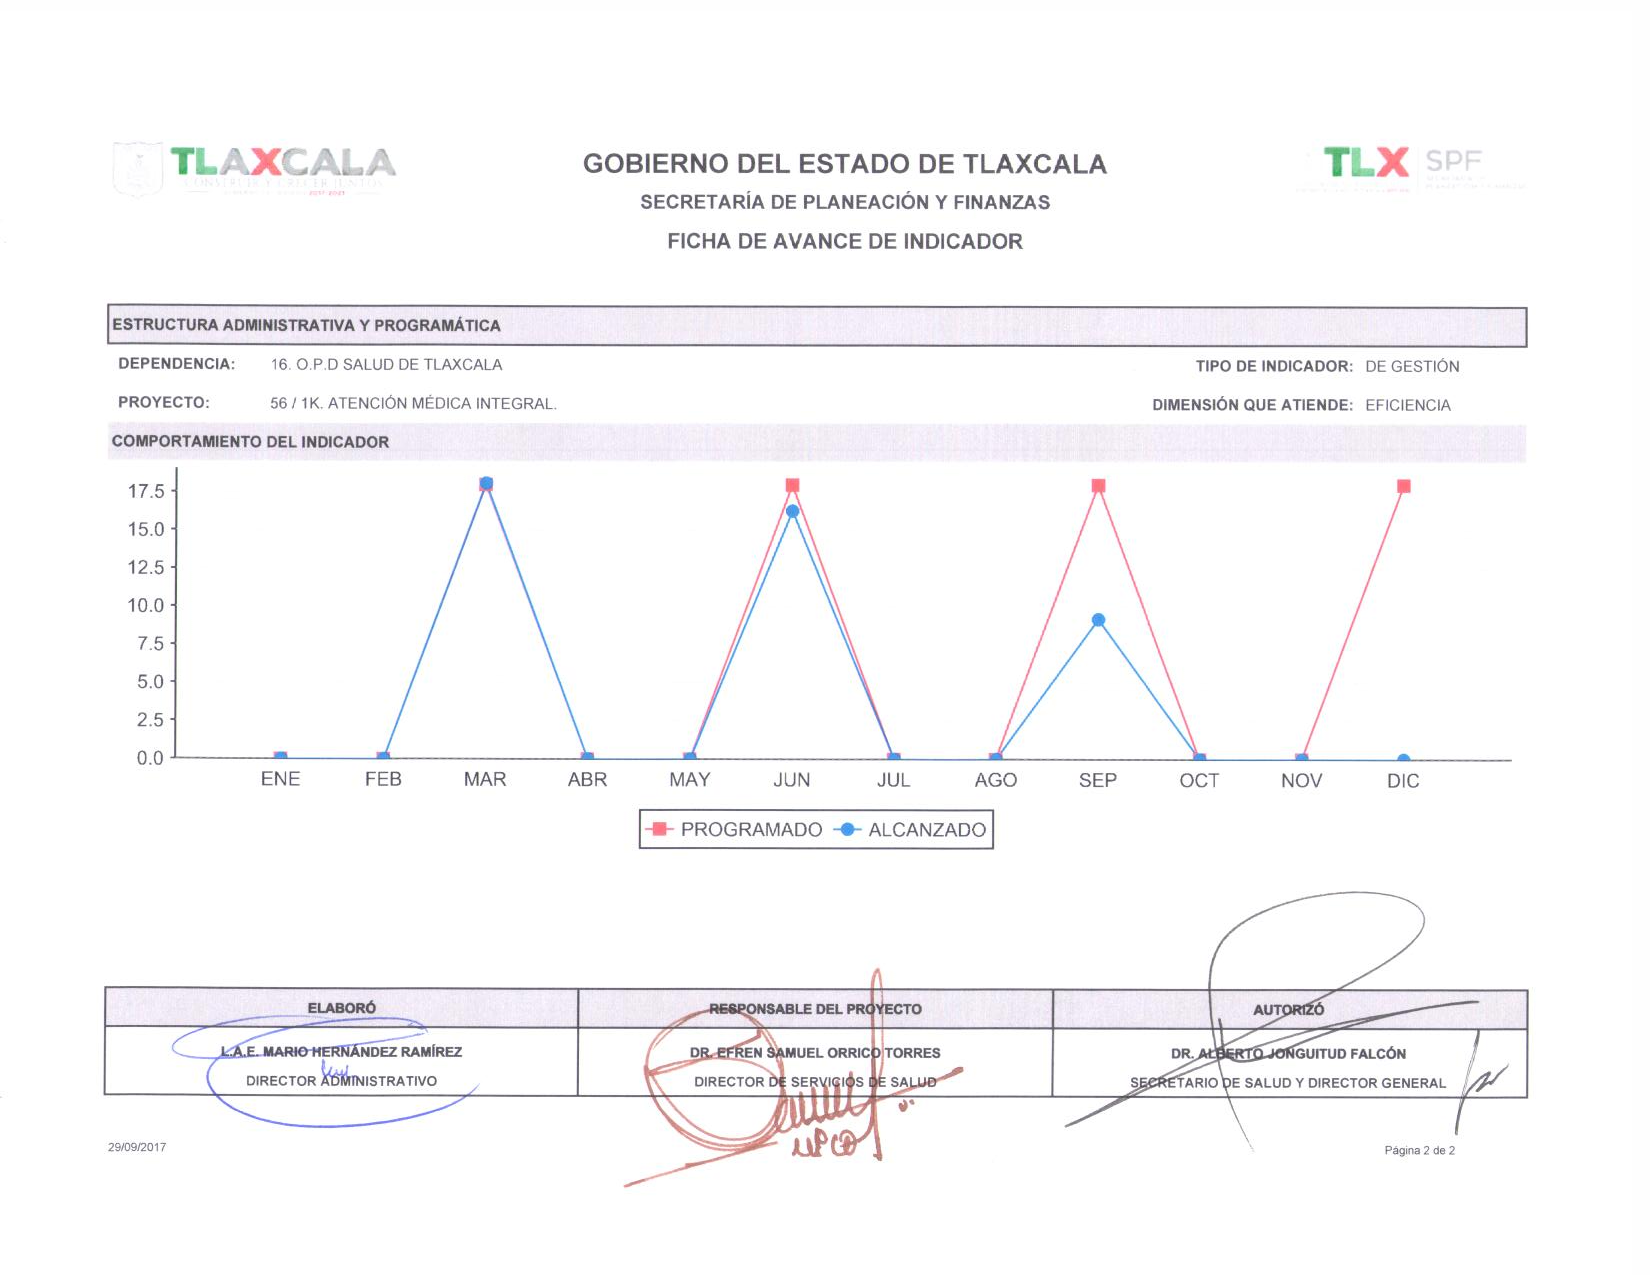 TLAXCALA
CONSTRUIR Y CRECER JUNTOS
2017-2021
GOBIERNO DEL ESTADO DE TLAXCALA
SECRETARÍA DE PLANEACIÓN Y FINANZAS
FICHA DE AVANCE DE INDICADOR
TLX SPF
ESTRUCTURA ADMINISTRATIVA Y PROGRAMÁTICA
DEPENDENCIA: 16. O.P.D SALUD DE TLAXCALA TIPO DE INDICADOR: DE GESTIÓN
PROYECTO: 56 / 1K. ATENCIÓN MÉDICA INTEGRAL. DIMENSIÓN QUE ATIENDE: EFICIENCIA
COMPORTAMIENTO DEL INDICADOR
17.5
15.0
12.5
10.0
7.5
5.0
2.5
0.0
ENE FEB MAR ABR MAY JUN JUL AGO SEP OCT NOV DIC
PROGRAMADO ALCANZADO
ELABORÓ RESPONSABLE DEL PROYECTO AUTORIZÓ
L.A.E. MARIO HERNÁNDEZ RAMÍREZ DR. EFREN SAMUEL ORRICO TORRES DR. ALBERTO JONGUITUD FALCÓN
DIRECTOR ADMINISTRATIVO DIRECTOR DE SERVICIOS DE SALUD SECRETARIO DE SALUD Y DIRECTOR GENERAL
29/09/2017 Página 2 de 2